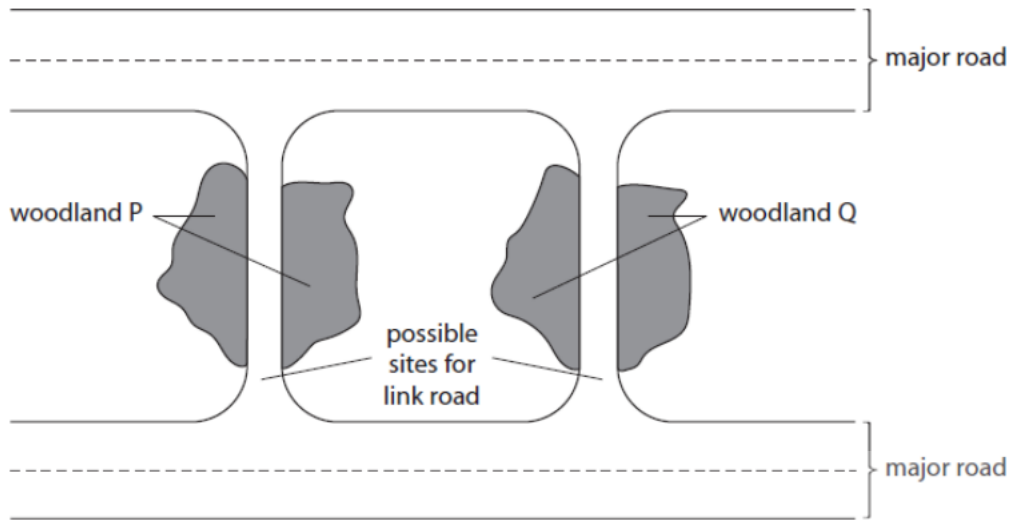 major road
woodland P
woodland Q
possible
sites for
link road
major road